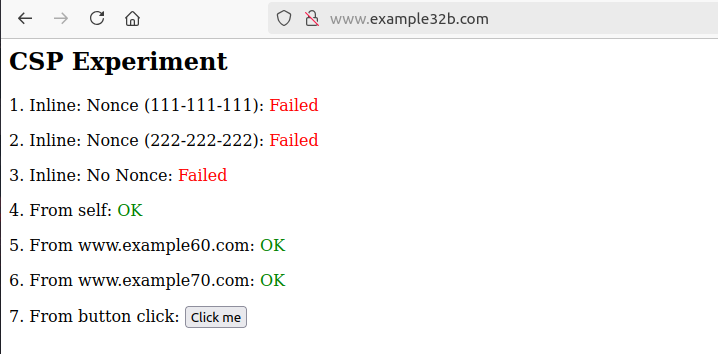 www.example32b.com
CSP Experiment
1. Inline: Nonce (111-111-111): Failed
2. Inline: Nonce (222-222-222): Failed
3. Inline: No Nonce: Failed
4. From self: OK
5. From www.example60.com: OK
6. From www.example70.com: OK
7. From button click: Click me